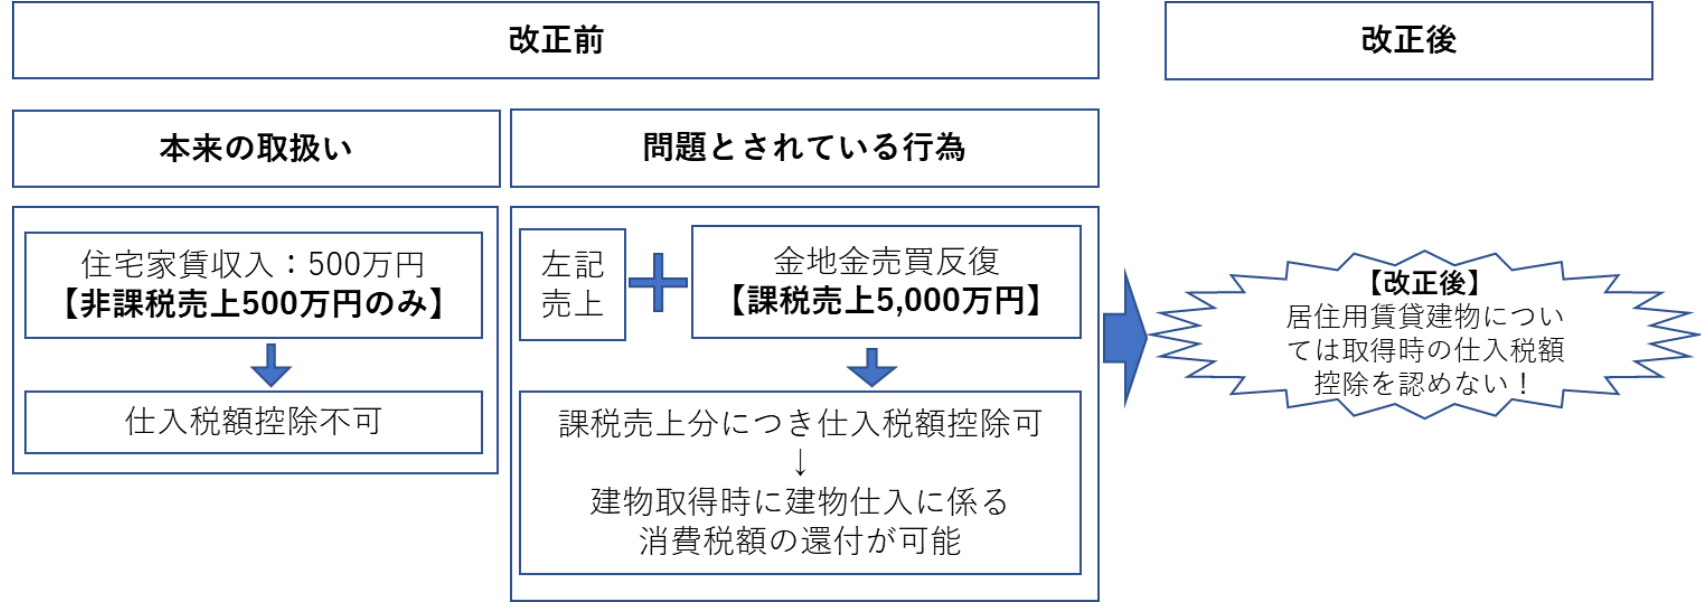 改正前
改正後
本来の取扱い
問題とされている行為
住宅家賃収入：500万円
【非課税売上500万円のみ】
仕入税額控除不可
左記
売上
金地金売買反復
【課税売上5,000万円】
課税売上分につき仕入税額控除可
↓
建物取得時に建物仕入に係る
消費税額の還付が可能
【改正後】
居住用賃貸建物につい
ては取得時の仕入税額
控除を認めない！